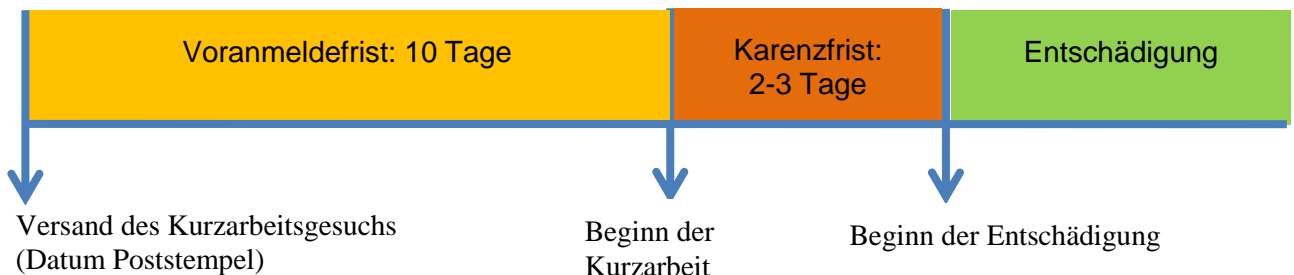 Voranmeldefrist: 10 Tage
Karenzfrist:
2-3 Tage
Entschädigung
Versand des Kurzarbeitsgesuchs
(Datum Poststempel)
Beginn der
Kurzarbeit
Beginn der Entschädigung